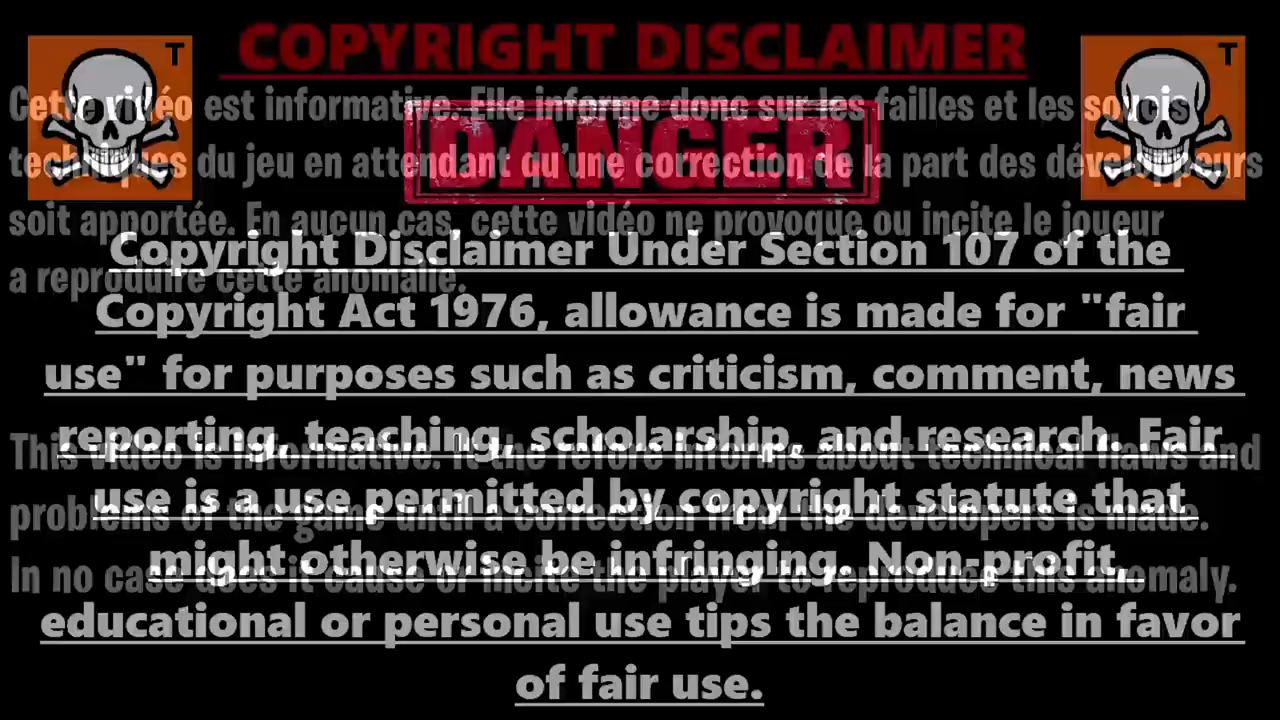 COPYRIGHT DISCLAIMER
T
T
DANGER
Cette vidéo est informative. Elle informe donc sur les failles et les soucis
techniques du jeu en attendant qu'une correction de la part des développeurs
soit apportée. En aucun cas, cette vidéo ne provoque ou incite le joueur
a reproduire cette anomalie.
Copyright Disclaimer Under Section 107 of the
Copyright Act 1976, allowance is made for "fair
use" for purposes such as criticism, comment, news
reporting, teaching, scholarship, and research. Fair
use is a use permitted by copyright statute that
might otherwise be infringing. Non-profit,
educational or personal use tips the balance in favor
of fair use.
This video is informative. It the refore informs about technical flaws and
problems of the game until a correction from the developers is made.
In no case does it cause or incite the player to reproduce this anomaly.